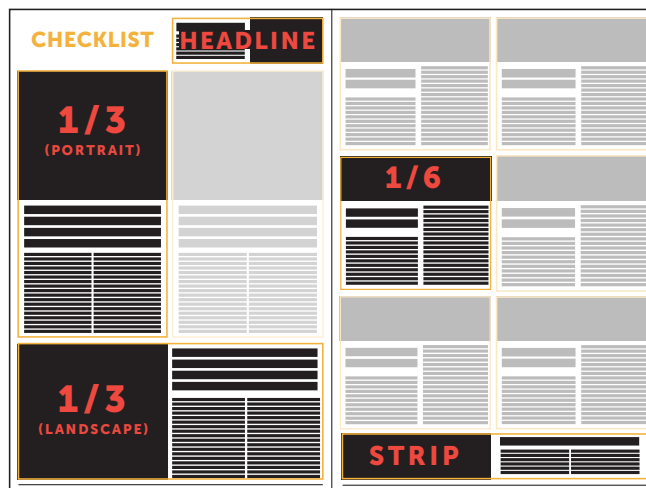 CHECKLIST
HEADLINE
1/3
(PORTRAIT)
1/3
(LANDSCAPE)
1/6
STRIP